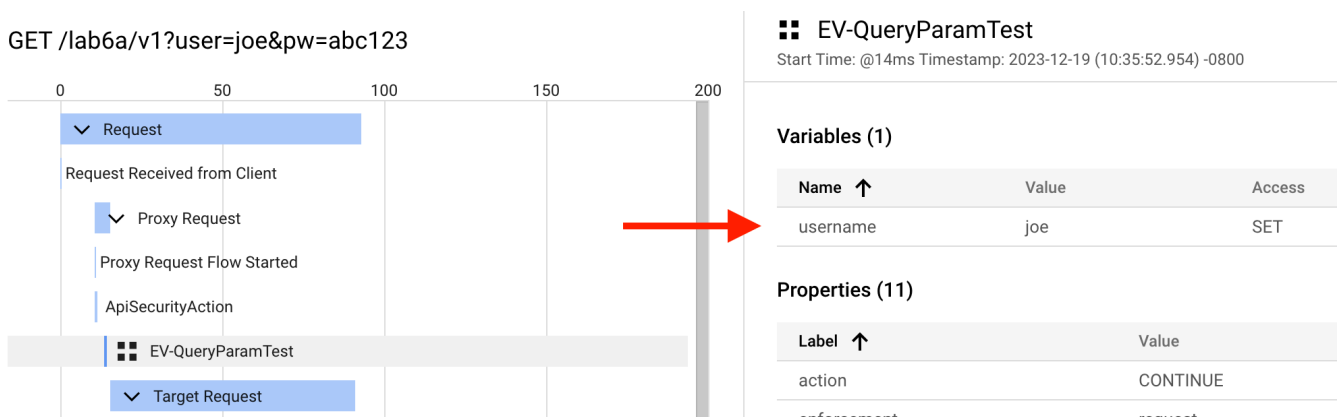 GET /lab6a/v1?user=joe&pw=abc123
0 50 100 150 200
Request
Request Received from Client
Proxy Request
Proxy Request Flow Started
ApiSecurityAction
EV-QueryParamTest
Target Request
EV-QueryParamTest
Start Time: @14ms Timestamp: 2023-12-19 (10:35:52.954) -0800
Variables (1)
Name Value Access
username joe SET
Properties (11)
Label Value
action CONTINUE
enforcement request